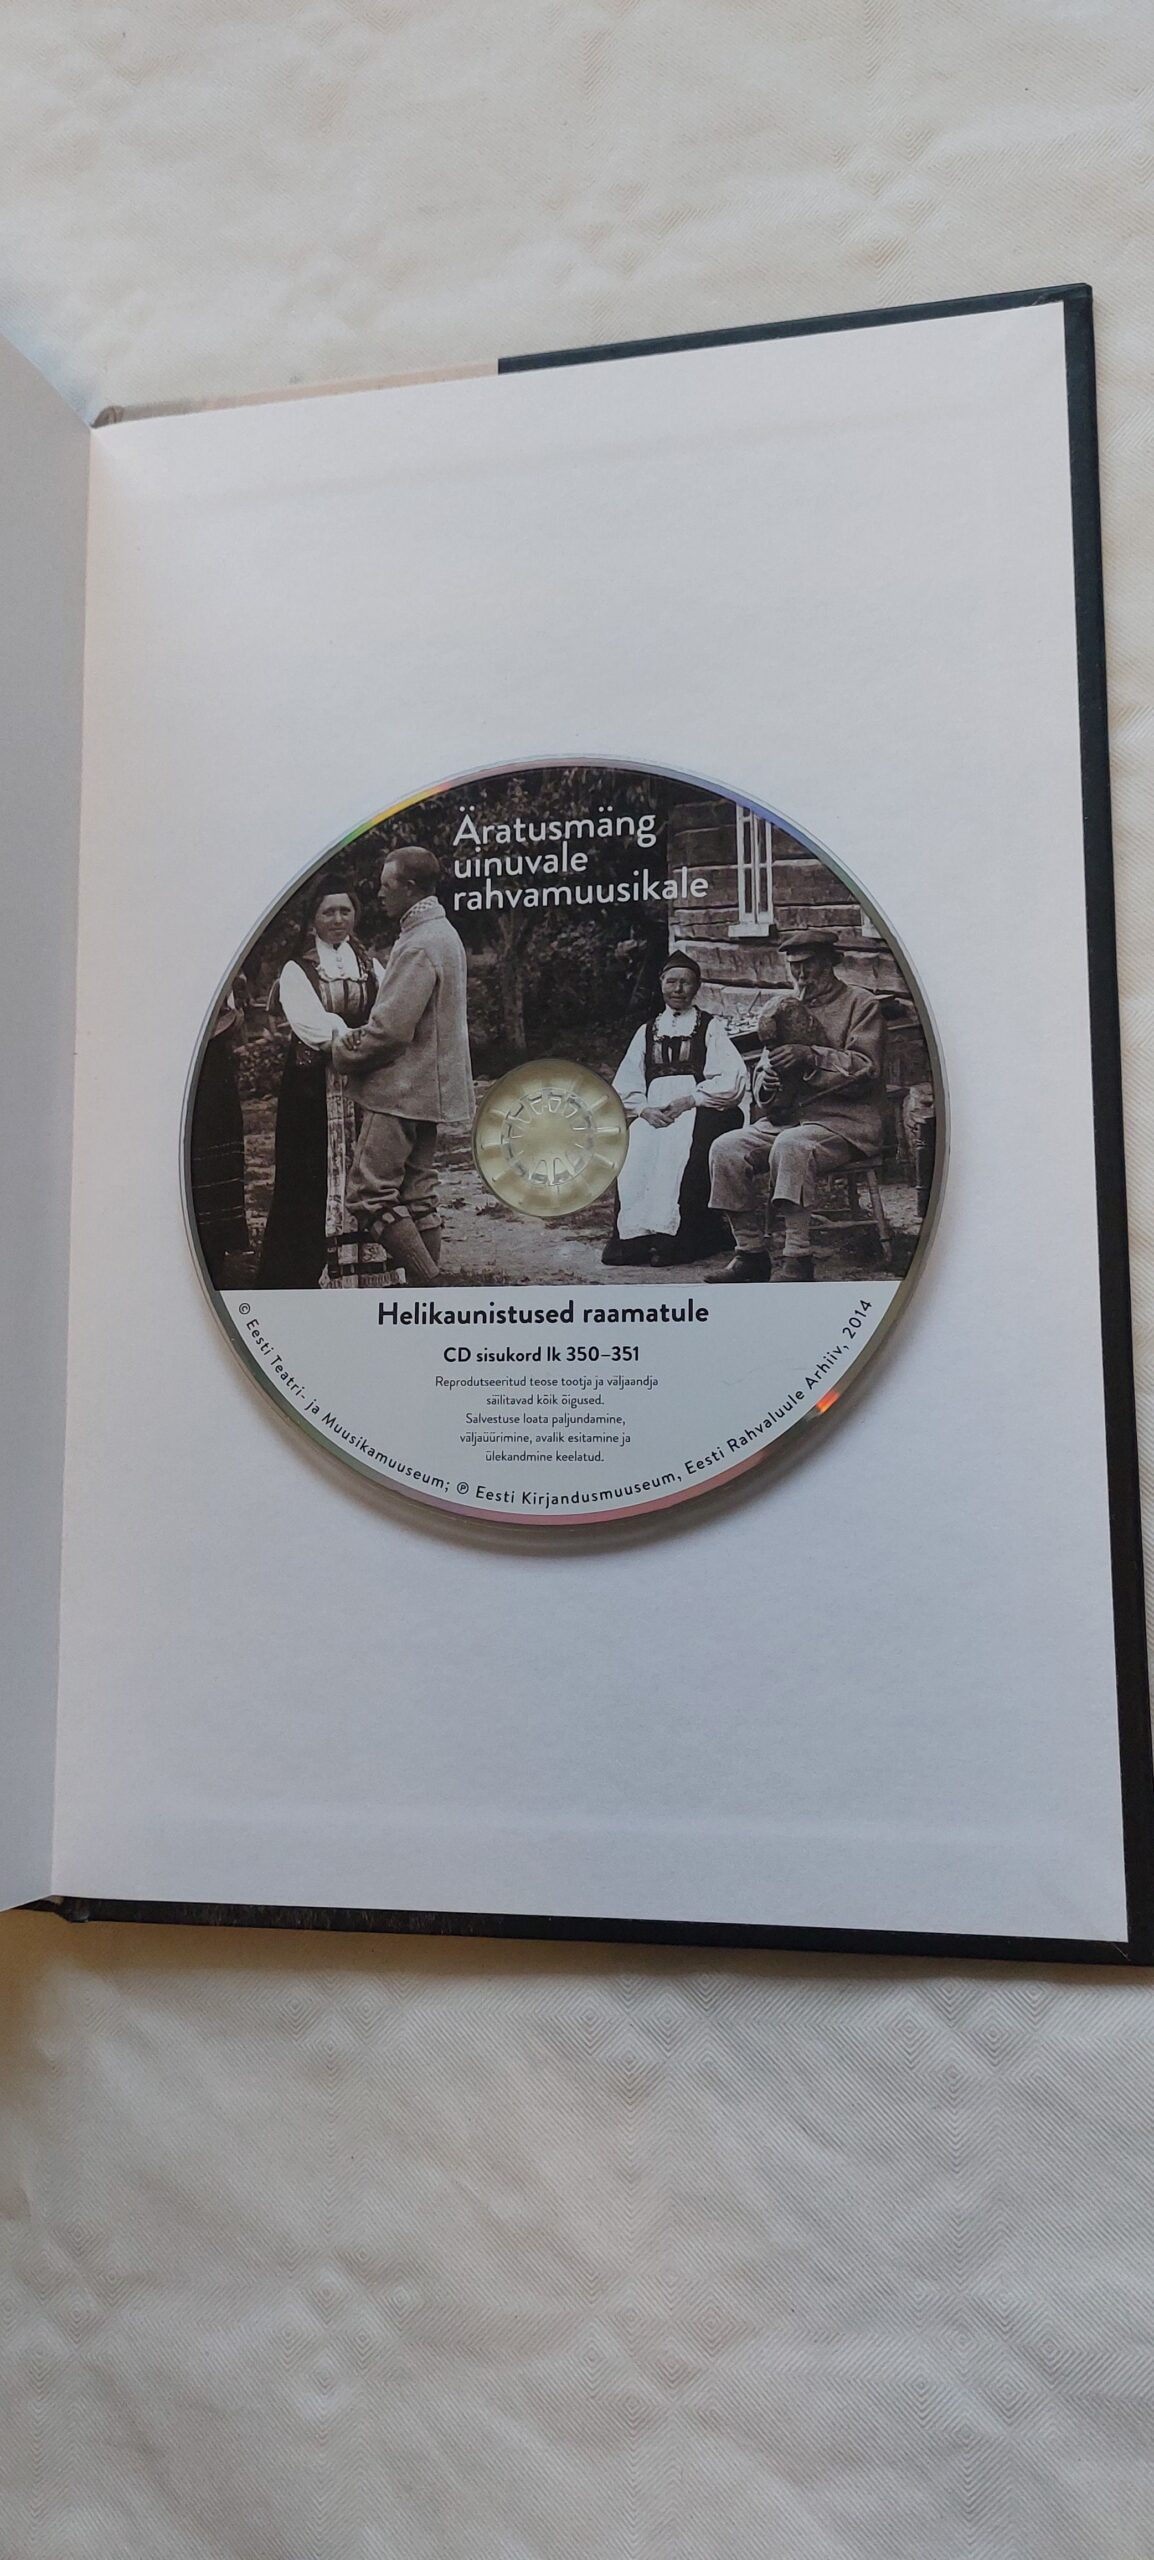 Äratusmäng
uinuvale
rahvamuusikale
Helikaunistused raamatule
CD sisukord lk 350–351
Reprodutseeritud teose tootja ja väljaandja
säilitavad kõik õigused.
Salvestuse loata paljundamine,
väljaüürimine, avalik esitamine ja
ülekandmine keelatud.
© Eesti Teatri- ja Muusikamuuseum; ℗ Eesti Kirjandusmuuseum, Eesti Rahvaluule Arhiiv, 2014